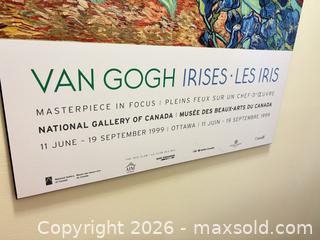 VAN GOGH IRISES · LES IRIS
MASTERPIECE IN FOCUS | PLEINS FEUX SUR UN CHEF-D'ŒUVRE
NATIONAL GALLERY OF CANADA | MUSÉE DES BEAUX-ARTS DU CANADA
11 JUNE - 19 SEPTEMBER 1999 | OTTAWA | 11 JUIN - 19 SEPTEMBRE 1999
Canada
Copyright © 2026 - maxsold.com